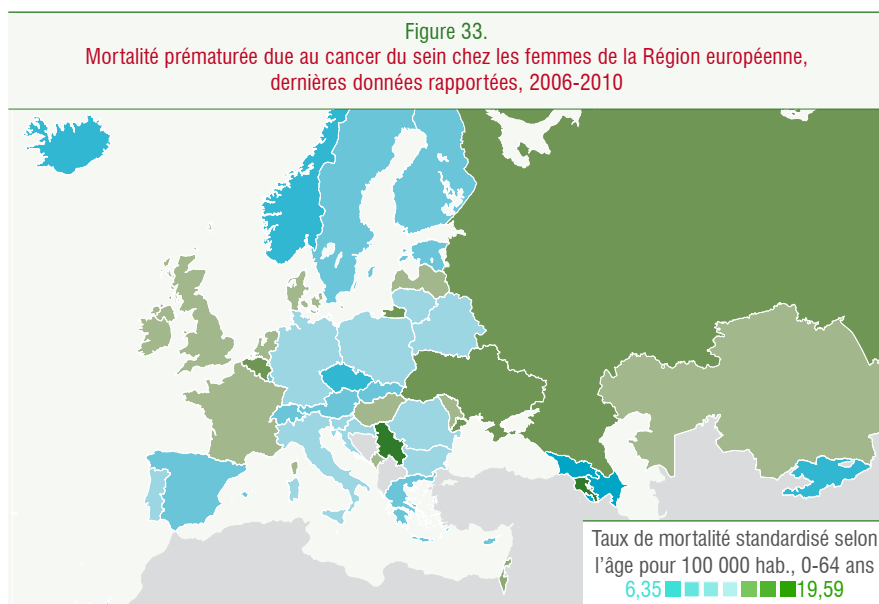 Figure 33.
Mortalité prématurée due au cancer du sein chez les femmes de la Région européenne,
dernières données rapportées, 2006-2010
Taux de mortalité standardisé selon
l’âge pour 100 000 hab., 0-64 ans
6,35 19,59